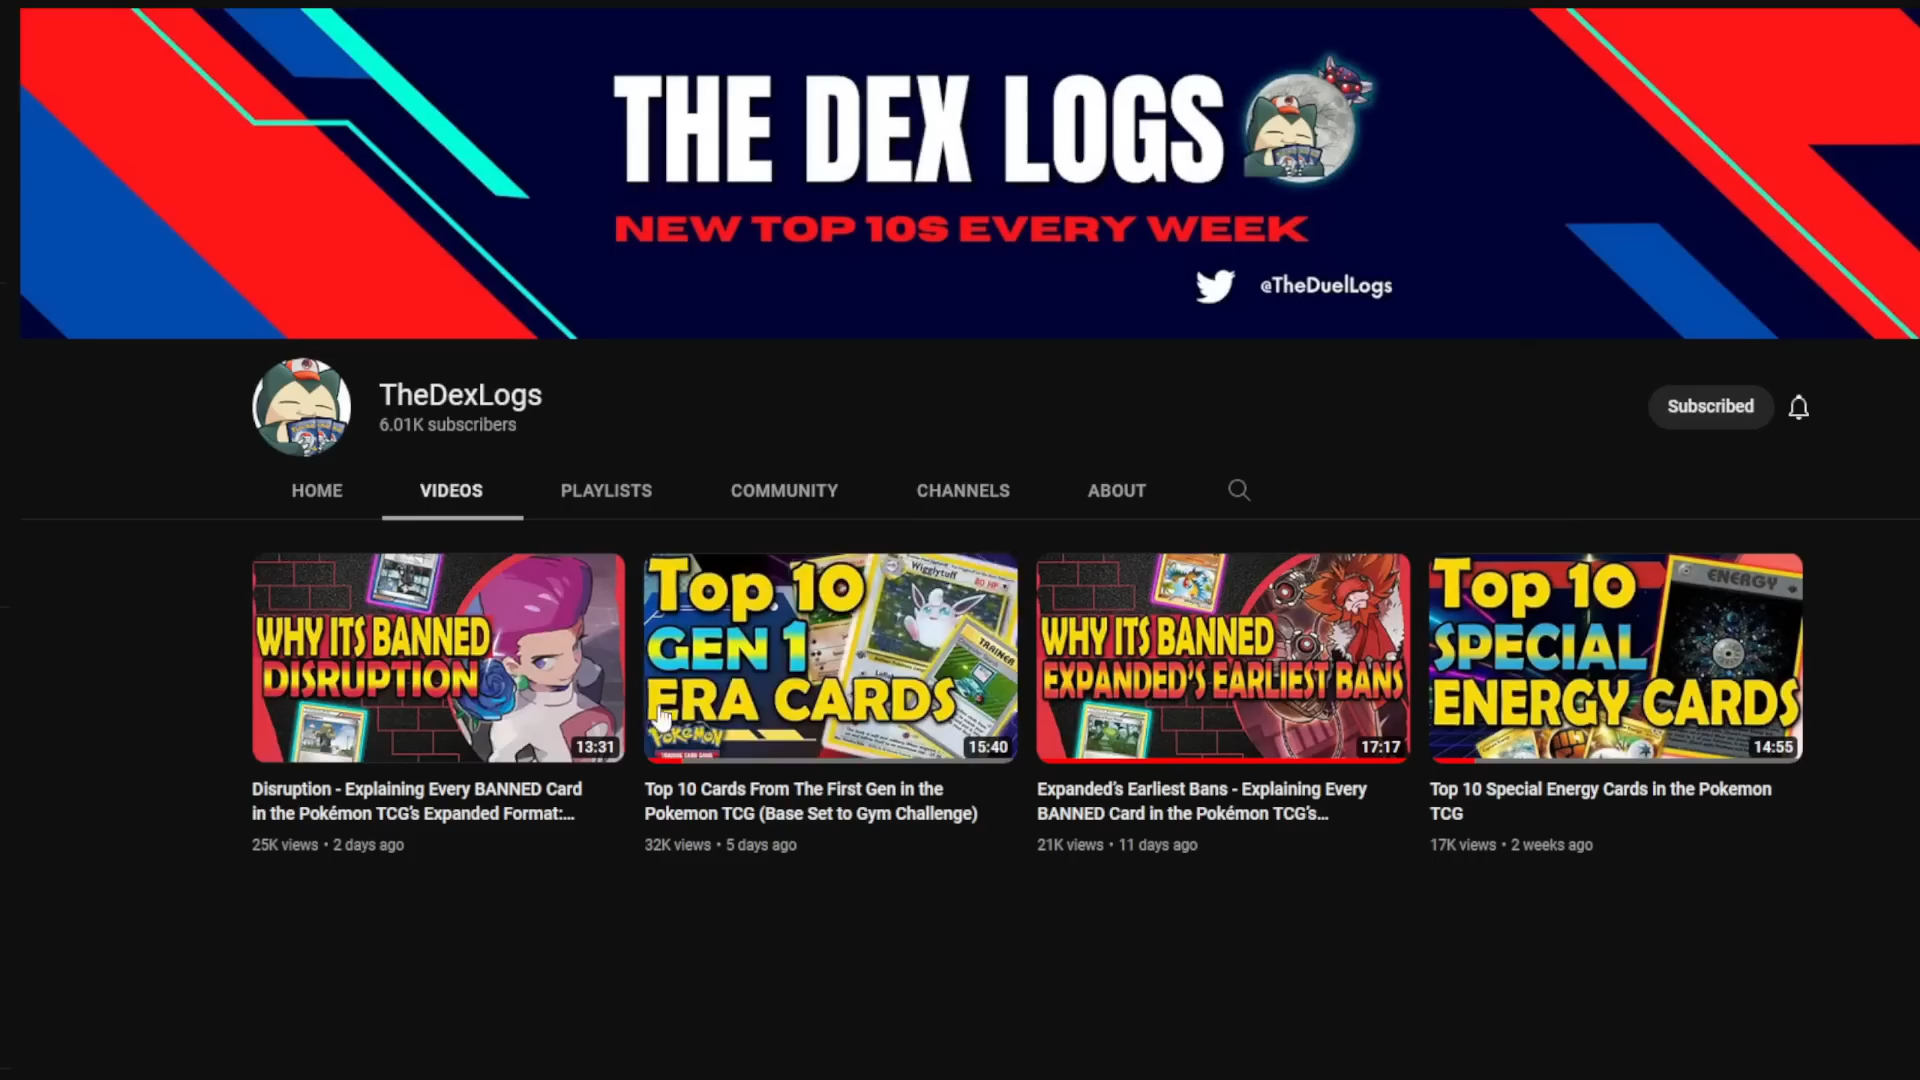 THE DEX LOGS
NEW TOP 10S EVERY WEEK
@TheDuelLogs
TheDexLogs
6.01K subscribers
Subscribed
HOME
VIDEOS
PLAYLISTS
COMMUNITY
CHANNELS
ABOUT
WHY ITS BANNED
DISRUPTION
13:31
Top 10
GEN 1
ERA CARDS
Wigglytuff
80 HP
TRAINER
POKéMON
15:40
WHY ITS BANNED
EXPANDED'S EARLIEST BANS
17:17
Top 10
SPECIAL
ENERGY CARDS
ENERGY
14:55
Disruption - Explaining Every BANNED Card
in the Pokémon TCG's Expanded Format:...
25K views • 2 days ago
Top 10 Cards From The First Gen in the
Pokemon TCG (Base Set to Gym Challenge)
32K views • 5 days ago
Expanded's Earliest Bans - Explaining Every
BANNED Card in the Pokémon TCG's...
21K views • 11 days ago
Top 10 Special Energy Cards in the Pokemon
TCG
17K views • 2 weeks ago